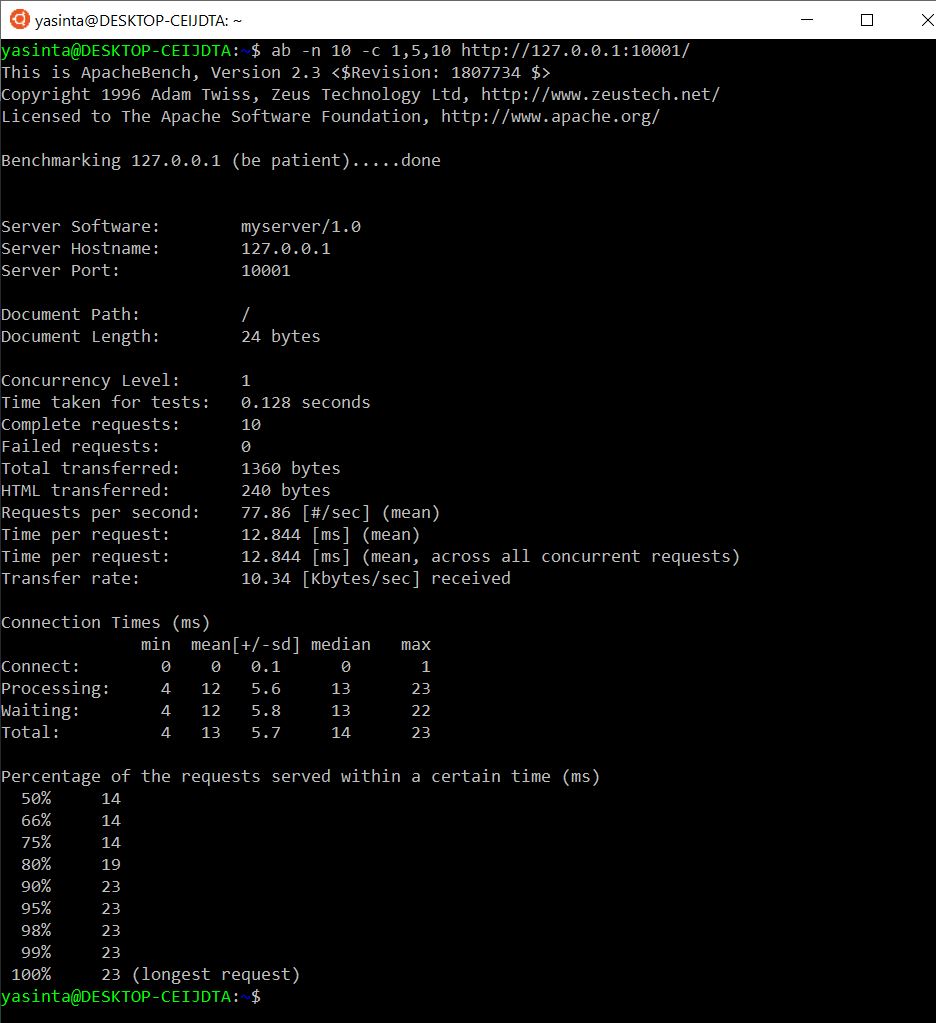 yasinta@DESKTOP-CEIJDTA: ~
yasinta@DESKTOP-CEIJDTA:~$ ab -n 10 -c 1,5,10 http://127.0.0.1:10001/
This is ApacheBench, Version 2.3 <$Revision: 1807734 $>
Copyright 1996 Adam Twiss, Zeus Technology Ltd, http://www.zeustech.net/
Licensed to The Apache Software Foundation, http://www.apache.org/

Benchmarking 127.0.0.1 (be patient).....done


Server Software:        myserver/1.0
Server Hostname:        127.0.0.1
Server Port:            10001

Document Path:          /
Document Length:        24 bytes

Concurrency Level:      1
Time taken for tests:   0.128 seconds
Complete requests:      10
Failed requests:        0
Total transferred:      1360 bytes
HTML transferred:       240 bytes
Requests per second:    77.86 [#/sec] (mean)
Time per request:       12.844 [ms] (mean)
Time per request:       12.844 [ms] (mean, across all concurrent requests)
Transfer rate:          10.34 [Kbytes/sec] received

Connection Times (ms)
              min  mean[+/-sd] median   max
Connect:        0    0   0.1      0       1
Processing:     4   12   5.6     13      23
Waiting:        4   12   5.8     13      22
Total:          4   13   5.7     14      23

Percentage of the requests served within a certain time (ms)
  50%     14
  66%     14
  75%     14
  80%     19
  90%     23
  95%     23
  98%     23
  99%     23
 100%     23 (longest request)
yasinta@DESKTOP-CEIJDTA:~$